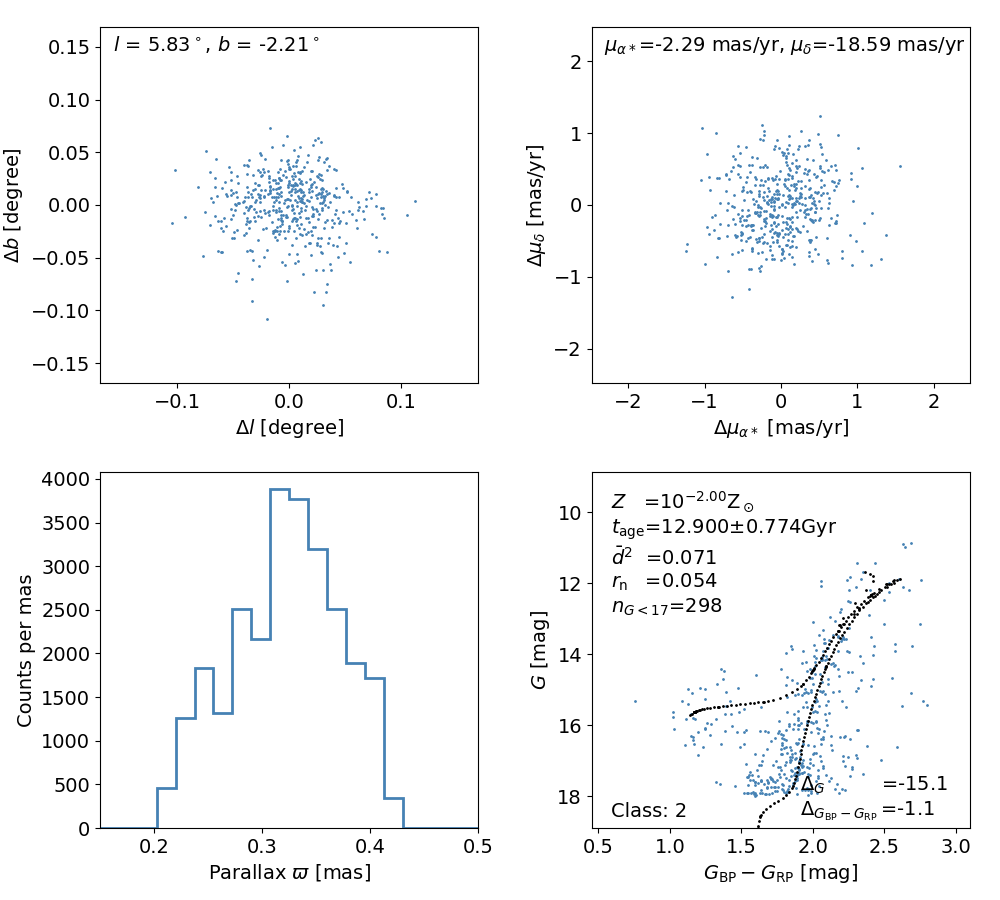 l = 5.83°, b = -2.21°
0.15
0.10
0.05
0.00
−0.05
−0.10
−0.15
Δb [degree]
−0.1
0.0
0.1
Δl [degree]
μα*=-2.29 mas/yr, μδ=-18.59 mas/yr
2
1
0
−1
−2
Δμδ [mas/yr]
−2
−1
0
1
2
Δμα* [mas/yr]
4000
3500
3000
2500
2000
1500
1000
500
0
Counts per mas
0.2
0.3
0.4
0.5
Parallax ϖ [mas]
Z =10^−2.00Z⊙
t_age=12.900±0.774Gyr
d̄² =0.071
r_n =0.054
n_G<17=298
Δ_G =-15.1
Class: 2
Δ_GBP−GRP =-1.1
10
12
14
16
18
G [mag]
0.5
1.0
1.5
2.0
2.5
3.0
G_BP − G_RP [mag]